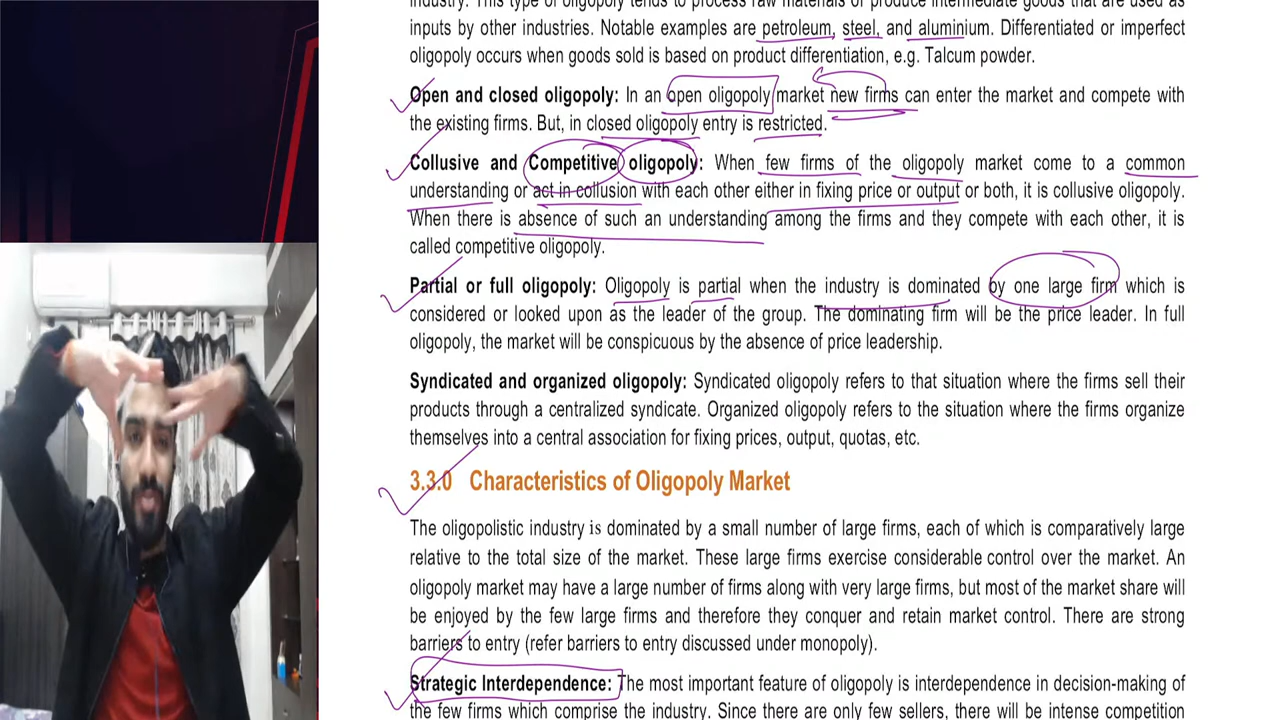 industry. This type of oligopoly tends to process raw materials or produce intermediate goods that are used as
inputs by other industries. Notable examples are petroleum, steel, and aluminium. Differentiated or imperfect
oligopoly occurs when goods sold is based on product differentiation, e.g. Talcum powder.
Open and closed oligopoly: In an open oligopoly market new firms can enter the market and compete with
the existing firms. But, in closed oligopoly entry is restricted.
Collusive and Competitive oligopoly: When few firms of the oligopoly market come to a common
understanding or act in collusion with each other either in fixing price or output or both, it is collusive oligopoly.
When there is absence of such an understanding among the firms and they compete with each other, it is
called competitive oligopoly.
Partial or full oligopoly: Oligopoly is partial when the industry is dominated by one large firm which is
considered or looked upon as the leader of the group. The dominating firm will be the price leader. In full
oligopoly, the market will be conspicuous by the absence of price leadership.
Syndicated and organized oligopoly: Syndicated oligopoly refers to that situation where the firms sell their
products through a centralized syndicate. Organized oligopoly refers to the situation where the firms organize
themselves into a central association for fixing prices, output, quotas, etc.
3.3.0 Characteristics of Oligopoly Market
The oligopolistic industry is dominated by a small number of large firms, each of which is comparatively large
relative to the total size of the market. These large firms exercise considerable control over the market. An
oligopoly market may have a large number of firms along with very large firms, but most of the market share will
be enjoyed by the few large firms and therefore they conquer and retain market control. There are strong
barriers to entry (refer barriers to entry discussed under monopoly).
Strategic Interdependence: The most important feature of oligopoly is interdependence in decision-making of
the few firms which comprise the industry. Since there are only few sellers, there will be intense competition